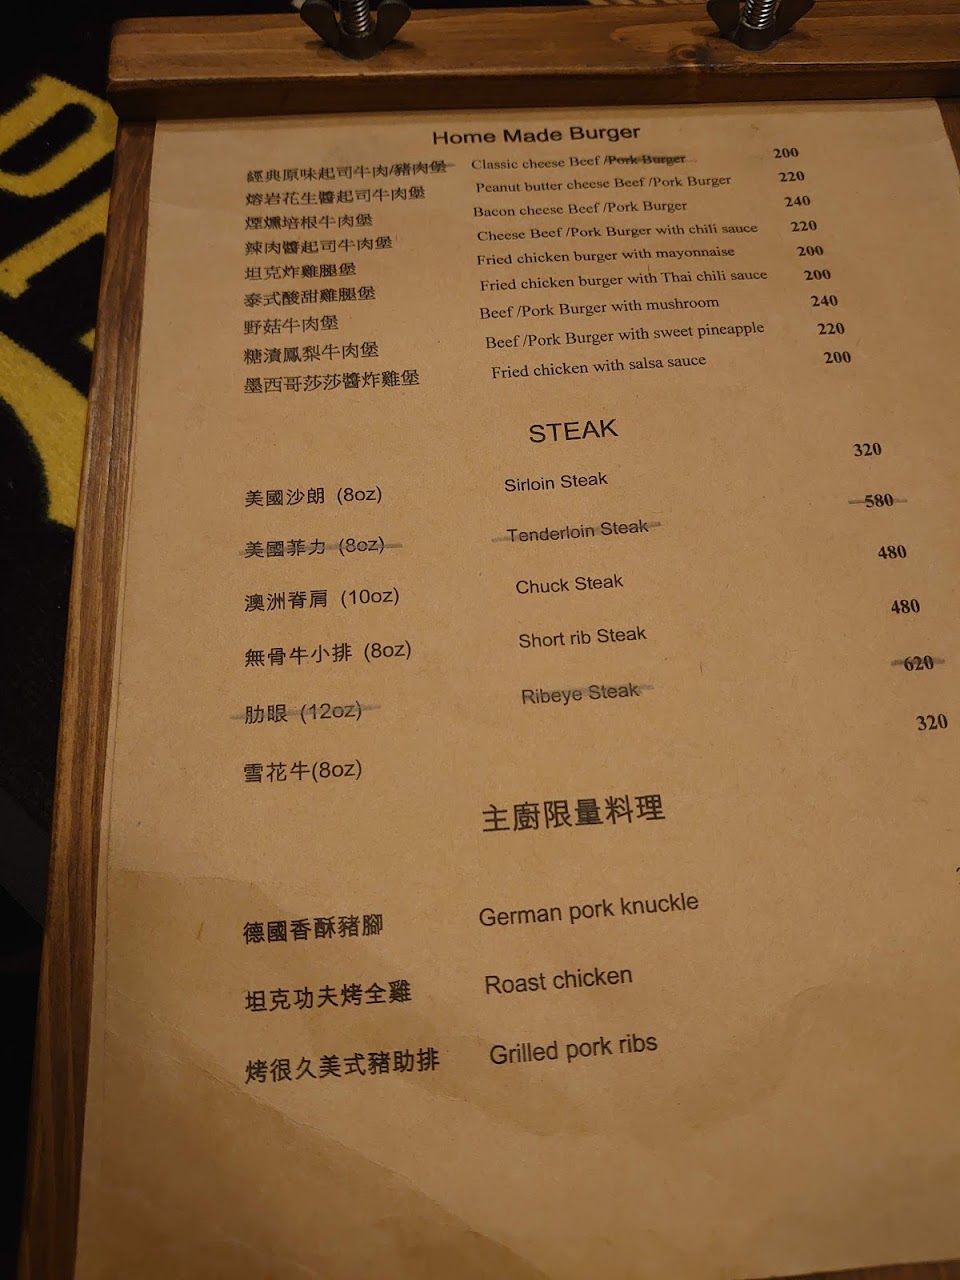 Home Made Burger
經典原味起司牛肉/豬肉堡 Classic cheese Beef /Pork Burger 200
熔岩花生醬起司牛肉堡 Peanut butter cheese Beef /Pork Burger 220
煙燻培根牛肉堡 Bacon cheese Beef /Pork Burger 240
辣肉醬起司牛肉堡 Cheese Beef /Pork Burger with chili sauce 220
坦克炸雞腿堡 Fried chicken burger with mayonnaise 200
泰式酸甜雞腿堡 Fried chicken burger with Thai chili sauce 200
野菇牛肉堡 Beef /Pork Burger with mushroom 240
糖漬鳳梨牛肉堡 Beef /Pork Burger with sweet pineapple 220
墨西哥莎莎醬炸雞堡 Fried chicken with salsa sauce 200
STEAK
美國沙朗 (8oz) Sirloin Steak 320
美國菲力 (8oz) Tenderloin Steak 580
澳洲脊肩 (10oz) Chuck Steak 480
無骨牛小排 (8oz) Short rib Steak 480
肋眼 (12oz) Ribeye Steak 620
雪花牛(8oz) 320
主廚限量料理
德國香酥豬腳 German pork knuckle
坦克功夫烤全雞 Roast chicken
烤很久美式豬助排 Grilled pork ribs